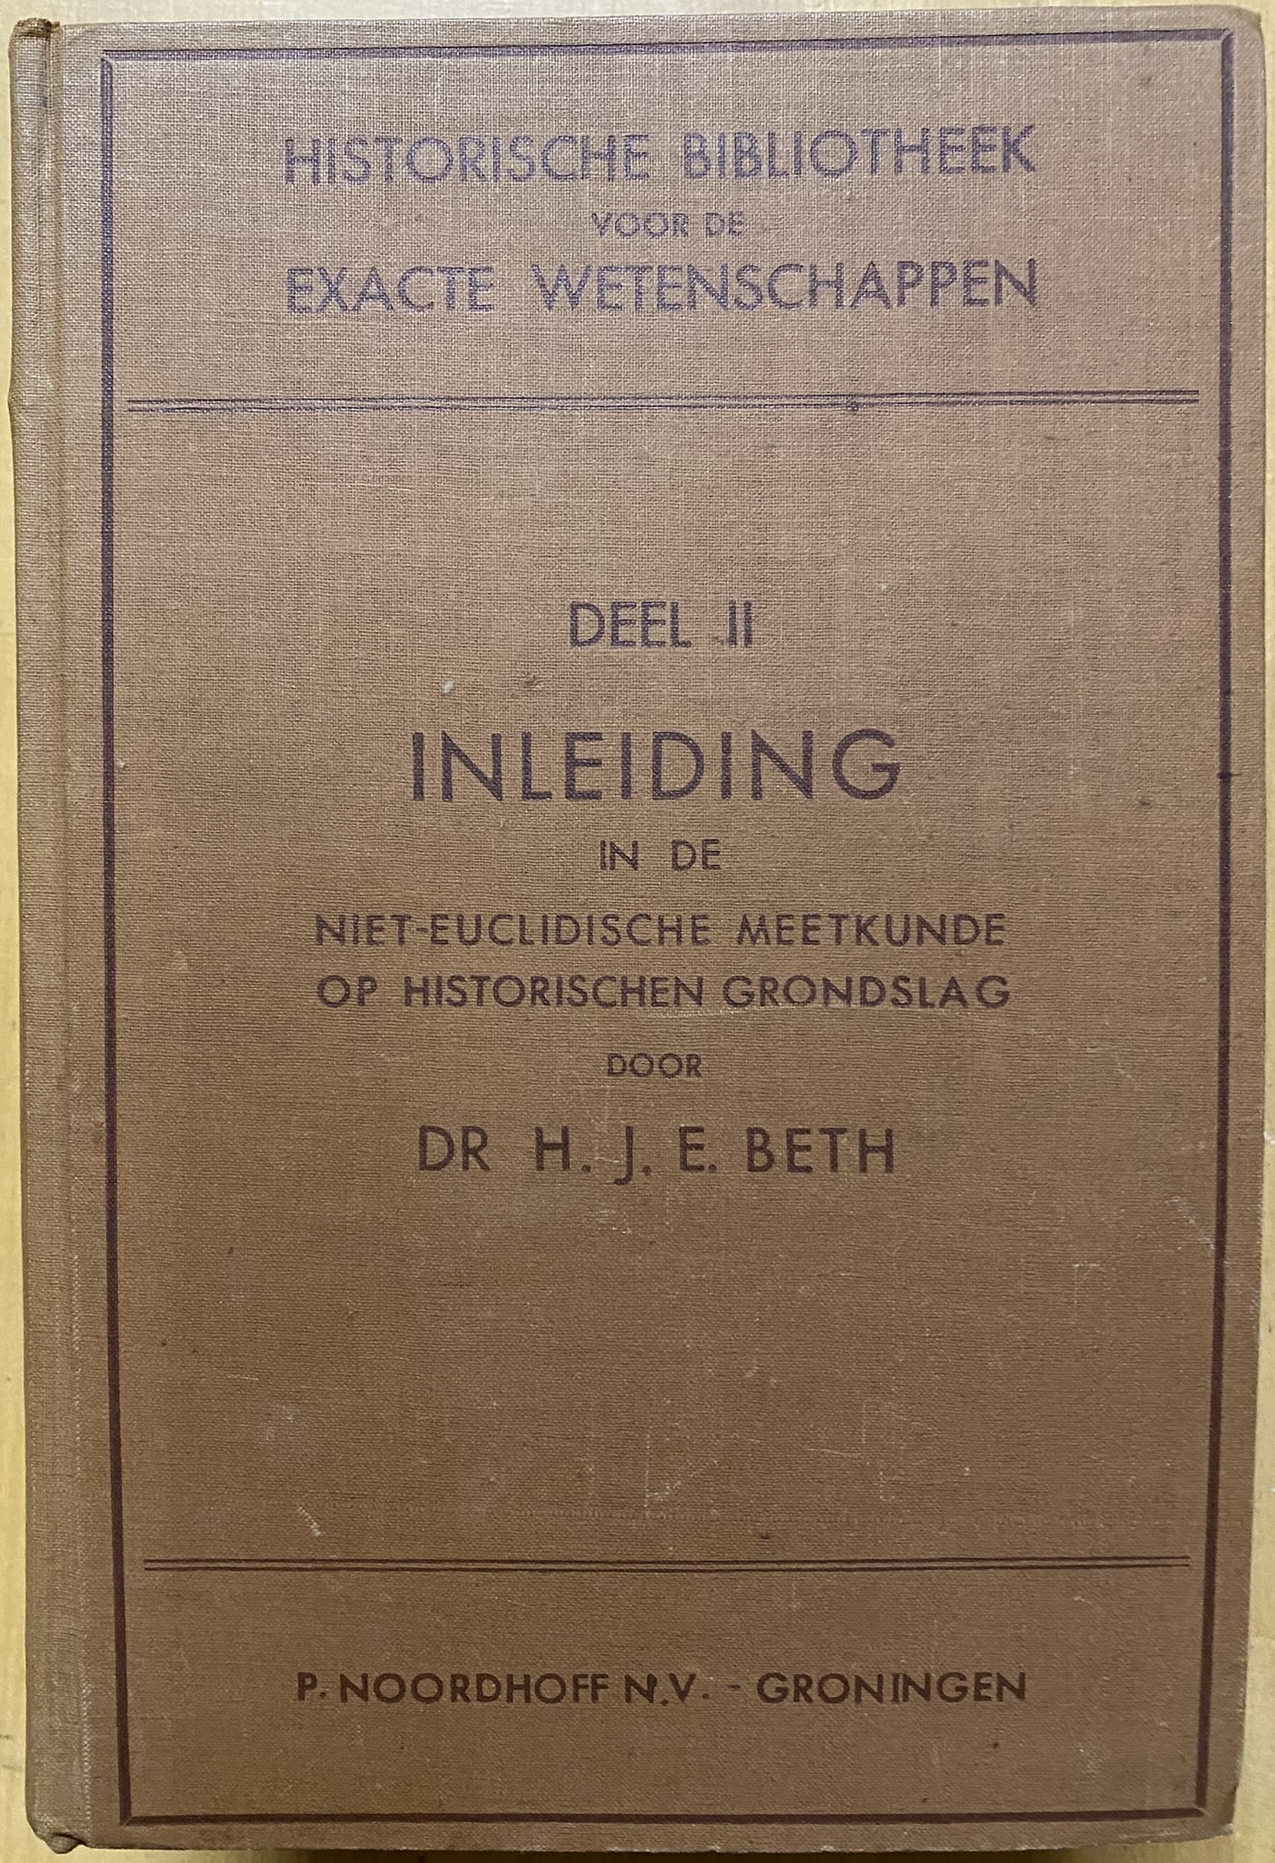 HISTORISCHE BIBLIOTHEEK
VOOR DE
EXACTE WETENSCHAPPEN
DEEL II
INLEIDING
IN DE
NIET-EUCLIDISCHE MEETKUNDE
OP HISTORISCHEN GRONDSLAG
DOOR
DR H. J. E. BETH
P. NOORDHOFF N.V. - GRONINGEN